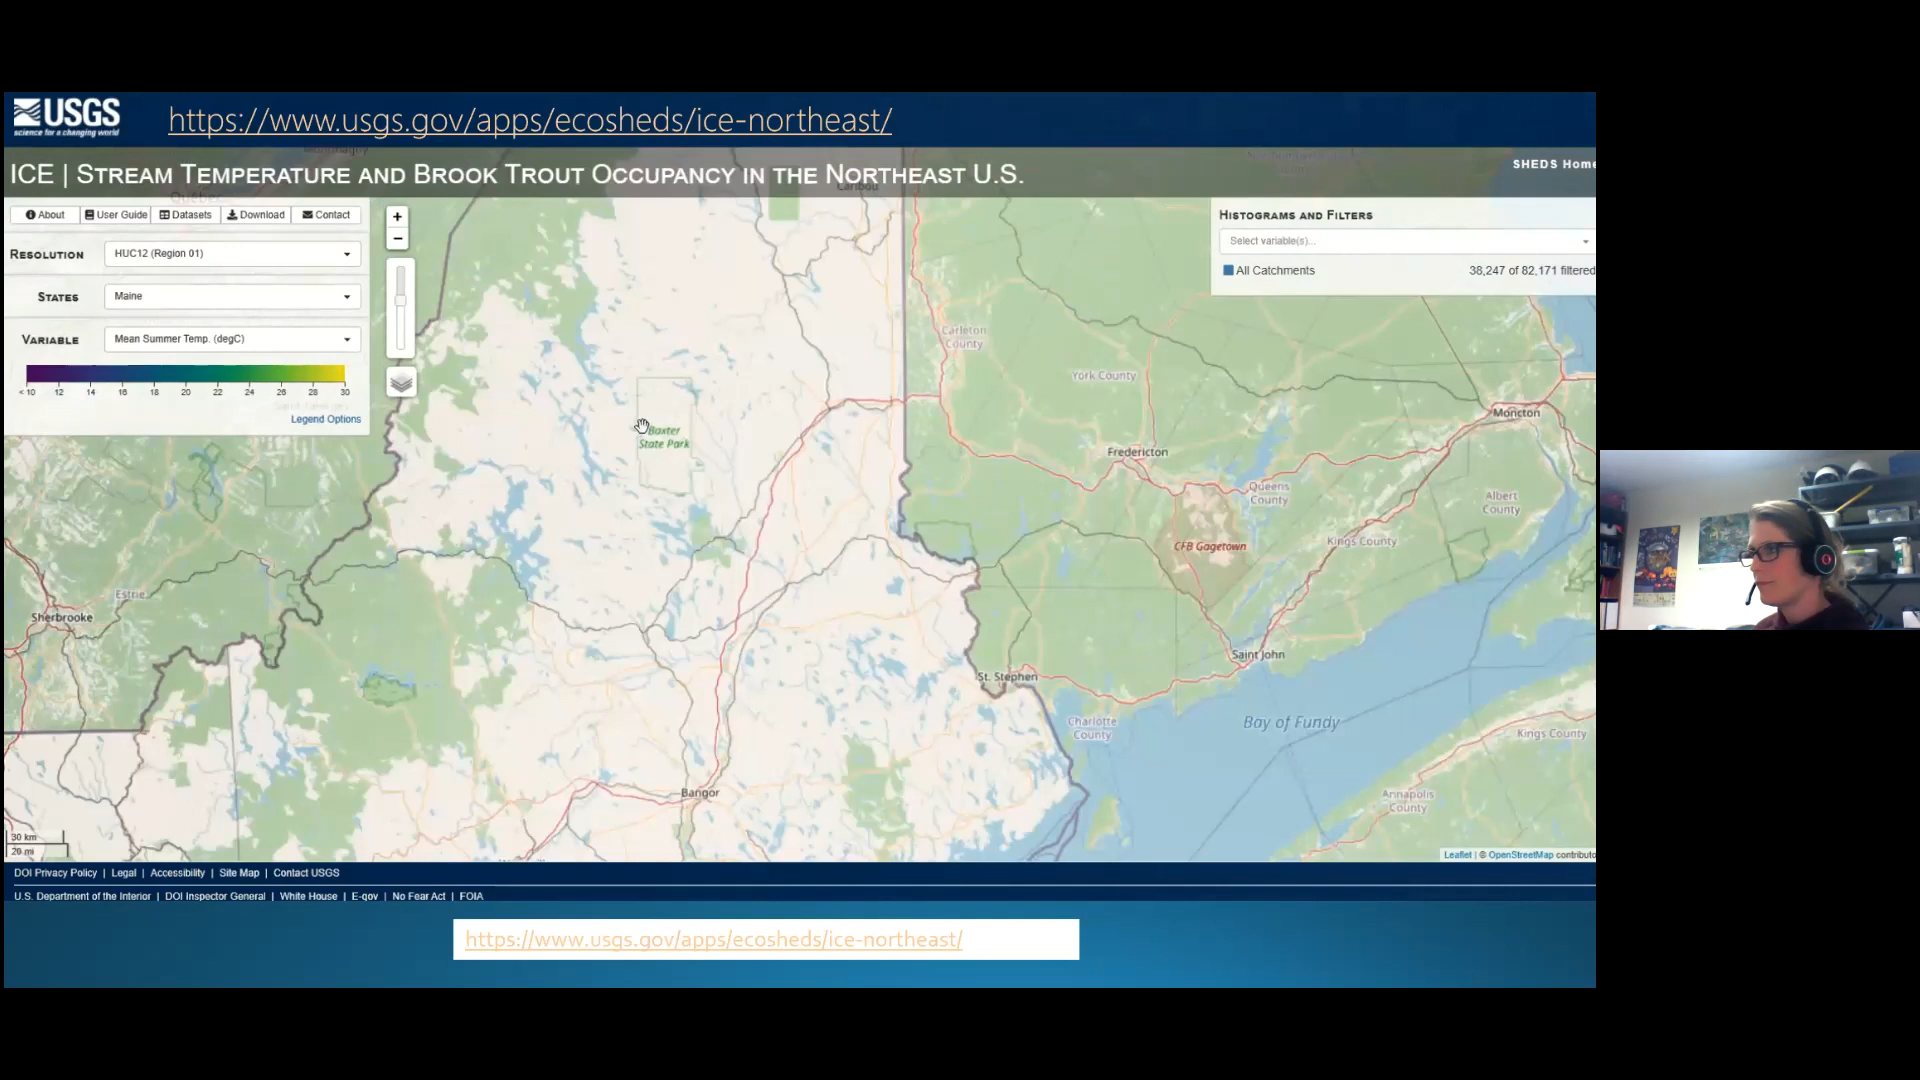 USGS
science for a changing world
https://www.usgs.gov/apps/ecosheds/ice-northeast/
ICE | STREAM TEMPERATURE AND BROOK TROUT OCCUPANCY IN THE NORTHEAST U.S.
SHEDS Home
Caribou
About
User Guide
Datasets
Download
Contact
RESOLUTION
HUC12 (Region 01)
STATES
Maine
VARIABLE
Mean Summer Temp. (degC)
< 10 12 14 16 18 20 22 24 26 28 30
Legend Options
+
−
HISTOGRAMS AND FILTERS
Select variable(s)...
All Catchments
38,247 of 82,171 filtered
Carleton
County
York County
Moncton
Baxter
State Park
Fredericton
Queens
County
Albert
County
CFB Gagetown
Kings County
Estrie
Sherbrooke
Saint John
St. Stephen
Charlotte
County
Bay of Fundy
Kings County
Bangor
Annapolis
County
30 km
20 mi
Leaflet | © OpenStreetMap contributo
DOI Privacy Policy | Legal | Accessibility | Site Map | Contact USGS
U.S. Department of the Interior | DOI Inspector General | White House | E-gov | No Fear Act | FOIA
https://www.usgs.gov/apps/ecosheds/ice-northeast/